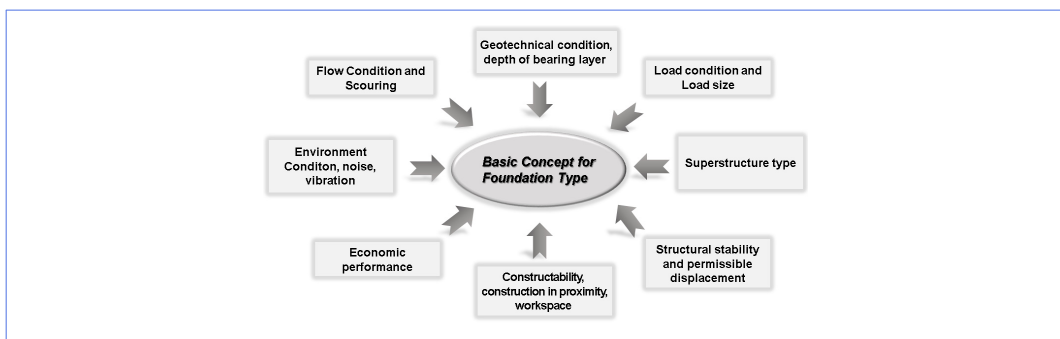 Geotechnical condition,
depth of bearing layer
Flow Condition and
Scouring
Load condition and
Load size
Environment
Conditon, noise,
vibration
Basic Concept for
Foundation Type
Superstructure type
Economic
performance
Constructability,
construction in proximity,
workspace
Structural stability
and permissible
displacement